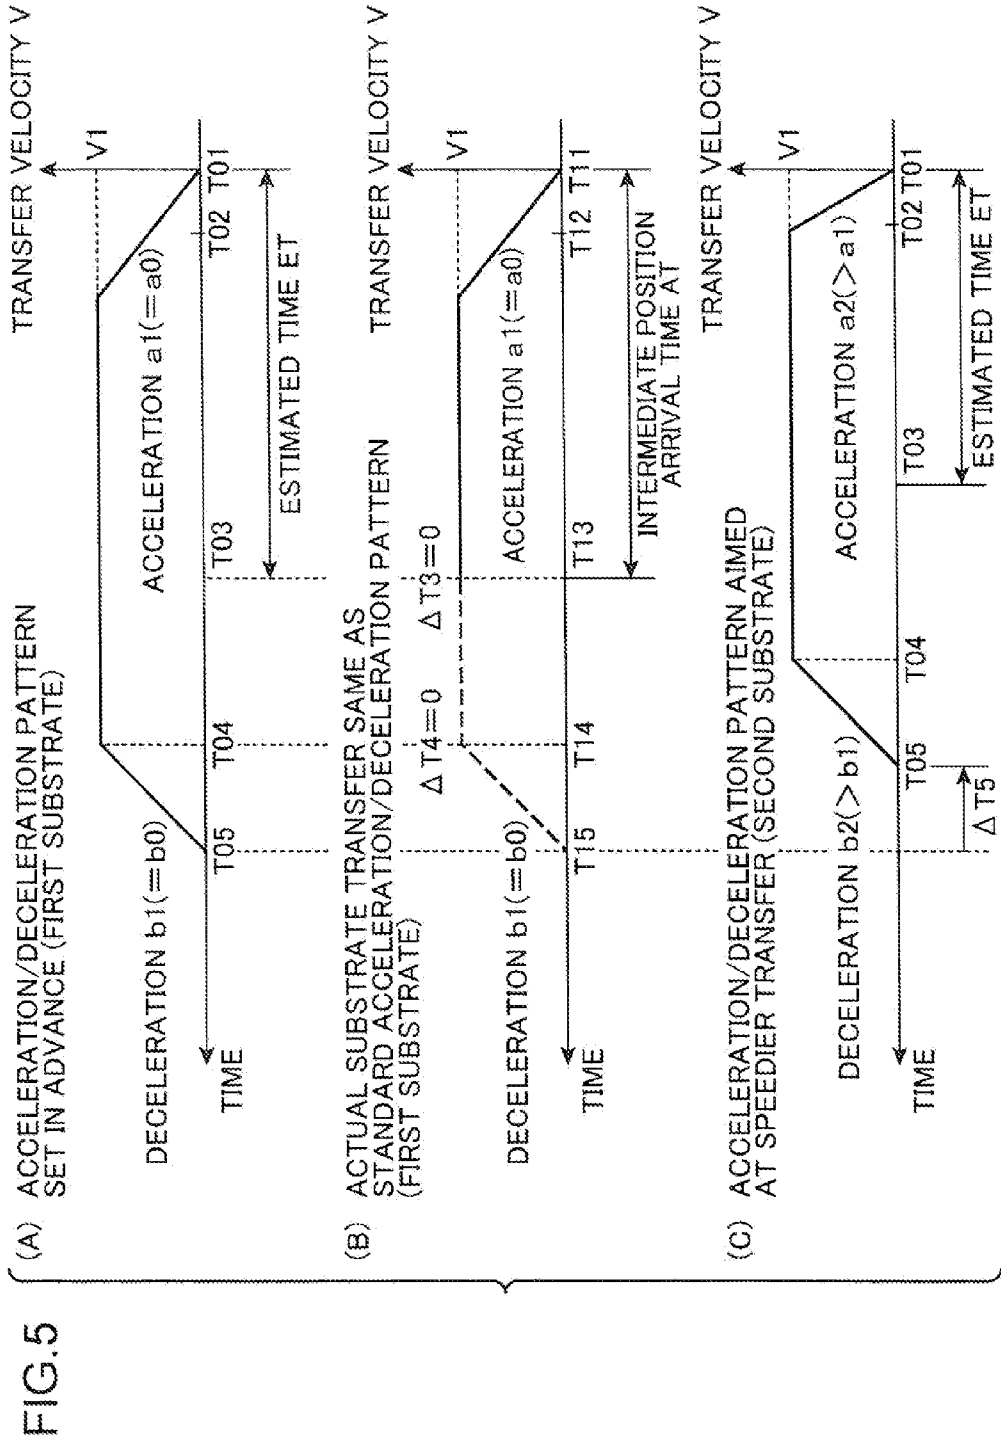 FIG.5
(A) ACCELERATION/DECELERATION PATTERN
SET IN ADVANCE (FIRST SUBSTRATE)
TRANSFER VELOCITY V
V1
DECELERATION b1(=b0)
ACCELERATION a1(=a0)
TIME
T05
T04
T03
T02
T01
ESTIMATED TIME ET
(B) ACTUAL SUBSTRATE TRANSFER SAME AS
STANDARD ACCELERATION/DECELERATION PATTERN
(FIRST SUBSTRATE)
TRANSFER VELOCITY V
ΔT4=0
ΔT3=0
V1
DECELERATION b1(=b0)
ACCELERATION a1(=a0)
TIME
T15
T14
T13
T12
T11
INTERMEDIATE POSITION
ARRIVAL TIME AT
(C) ACCELERATION/DECELERATION PATTERN AIMED
AT SPEEDIER TRANSFER (SECOND SUBSTRATE)
TRANSFER VELOCITY V
V1
DECELERATION b2(>b1)
ACCELERATION a2(>a1)
TIME
T05
T04
T03
T02
T01
ΔT5
ESTIMATED TIME ET